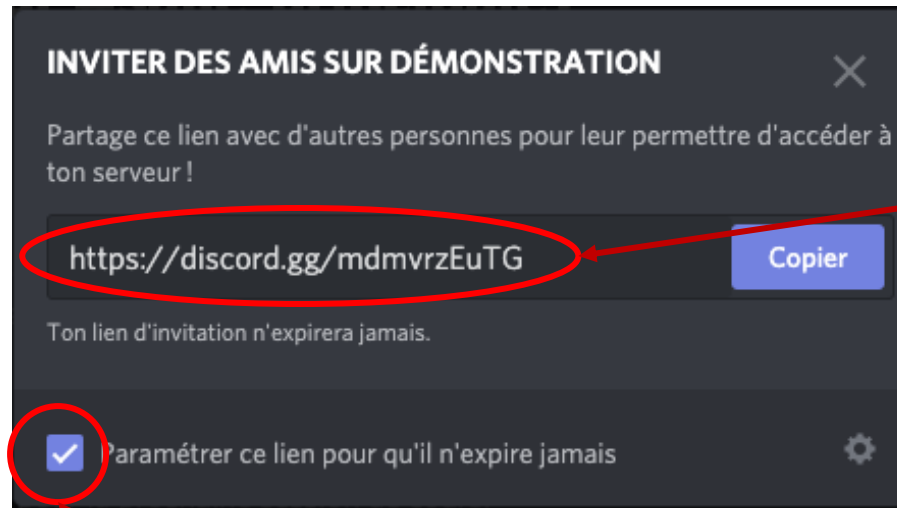 INVITER DES AMIS SUR DÉMONSTRATION
Partage ce lien avec d'autres personnes pour leur permettre d'accéder à
ton serveur !
https://discord.gg/mdmvrzEuTG
Copier
Ton lien d'invitation n'expirera jamais.
Paramétrer ce lien pour qu'il n'expire jamais